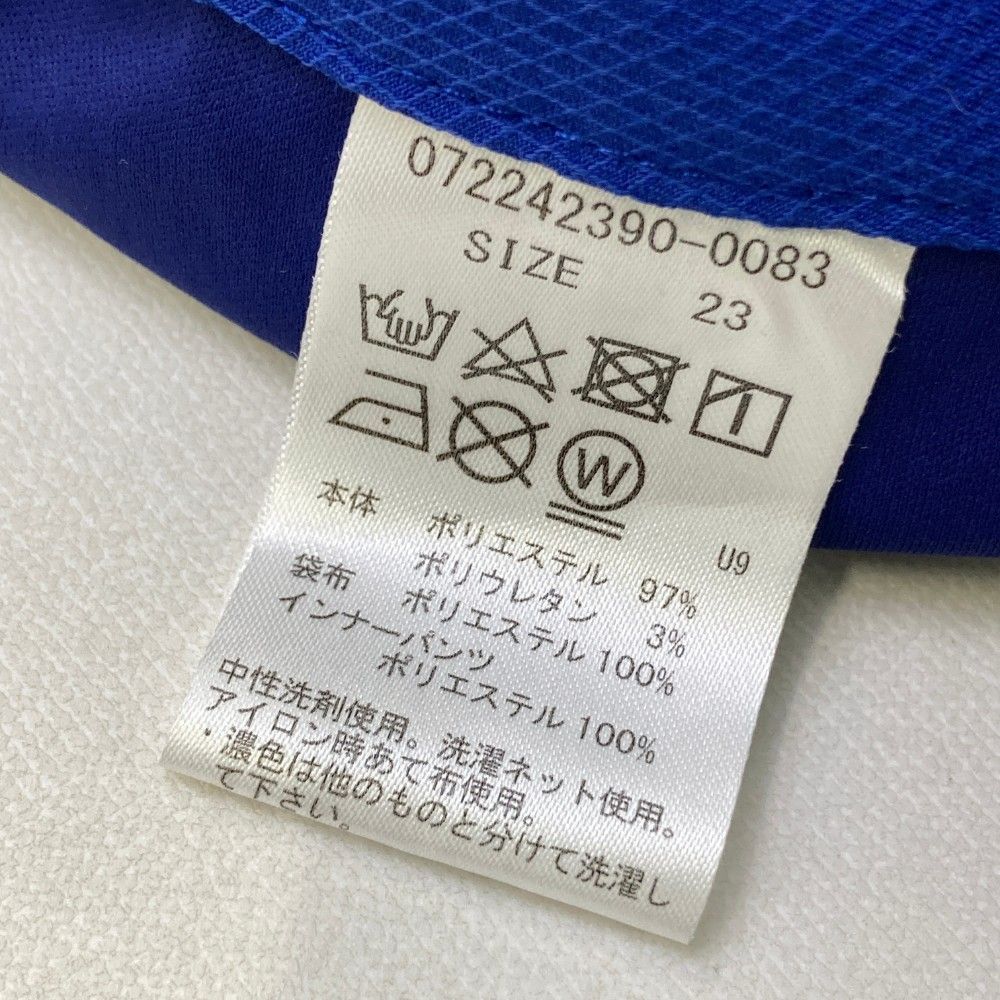 072242390-0083
SIZE 23
W
U9
本体 ポリエステル 97%
ポリウレタン 3%
袋布 ポリエステル 100%
インナーパンツ
ポリエステル 100%
中性洗剤使用。洗濯ネット使用。
アイロン時あて布使用。
・濃色は他のものと分けて洗濯し
て下さい。